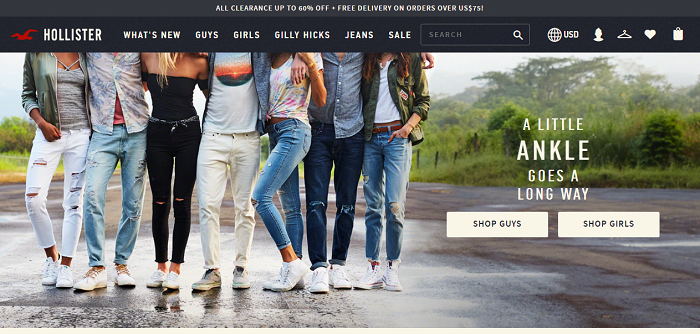 ALL CLEARANCE UP TO 60% OFF + FREE DELIVERY ON ORDERS OVER US$75!
HOLLISTER WHAT'S NEW GUYS GIRLS GILLY HICKS JEANS SALE SEARCH USD
A LITTLE
ANKLE
GOES A
LONG WAY
SHOP GUYS SHOP GIRLS